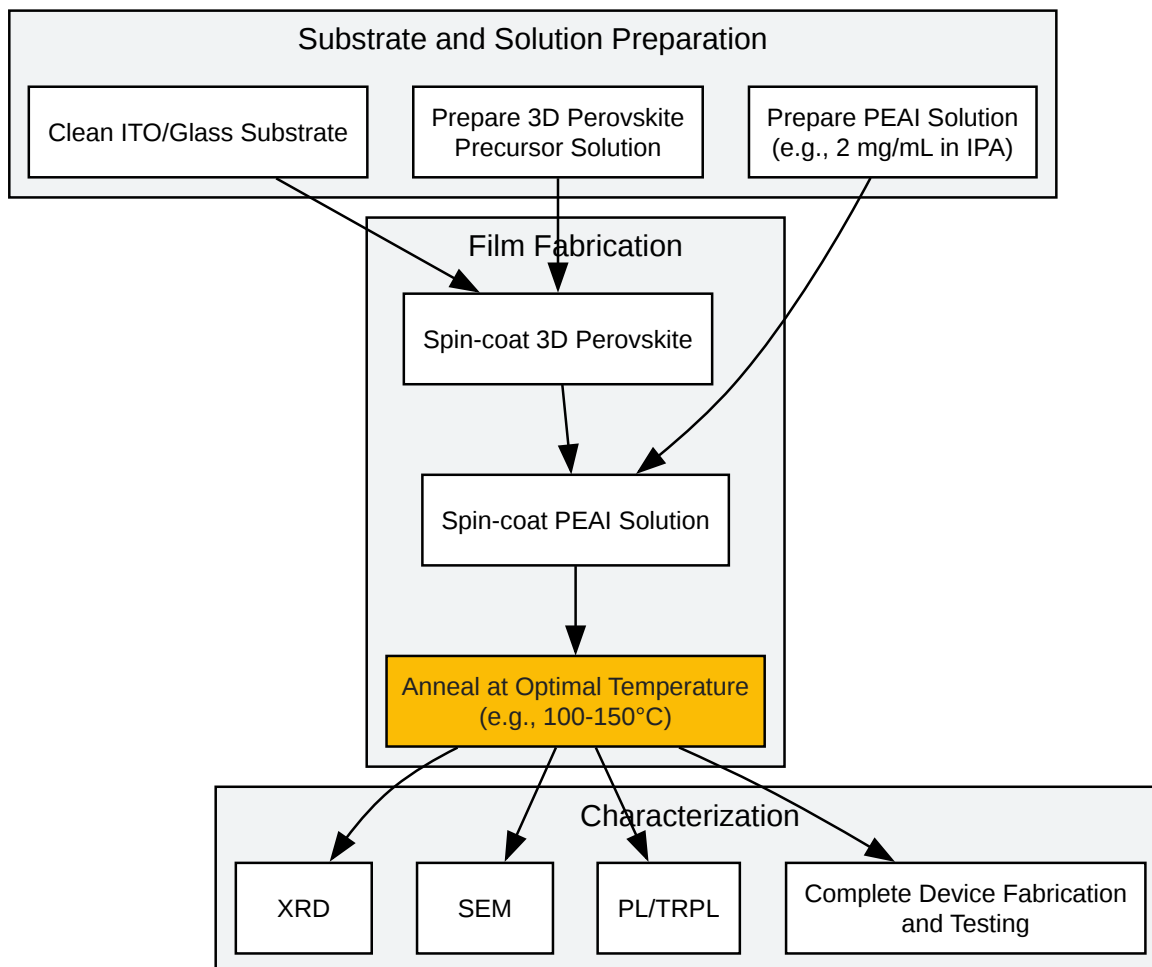 Substrate and Solution Preparation
Clean ITO/Glass Substrate
Prepare 3D Perovskite
Precursor Solution
Prepare PEAI Solution
(e.g., 2 mg/mL in IPA)
Film Fabrication
Spin-coat 3D Perovskite
Spin-coat PEAI Solution
Anneal at Optimal Temperature
(e.g., 100-150°C)
Characterization
XRD
SEM
PL/TRPL
Complete Device Fabrication
and Testing